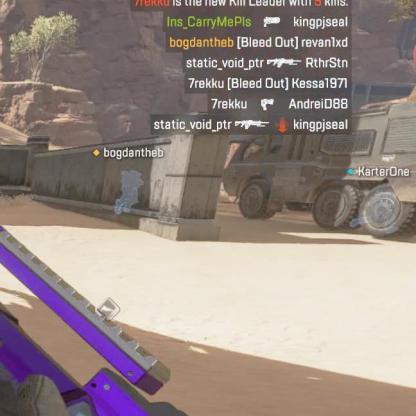 7rekku is the new Kill Leader with 5 kills.
Ins_CarryMePls kingpjseal
bogdantheb [Bleed Out] revan1xd
static_void_ptr RthrStn
7rekku [Bleed Out] Kessa1971
7rekku AndreiD88
static_void_ptr kingpjseal
bogdantheb
KarterOne